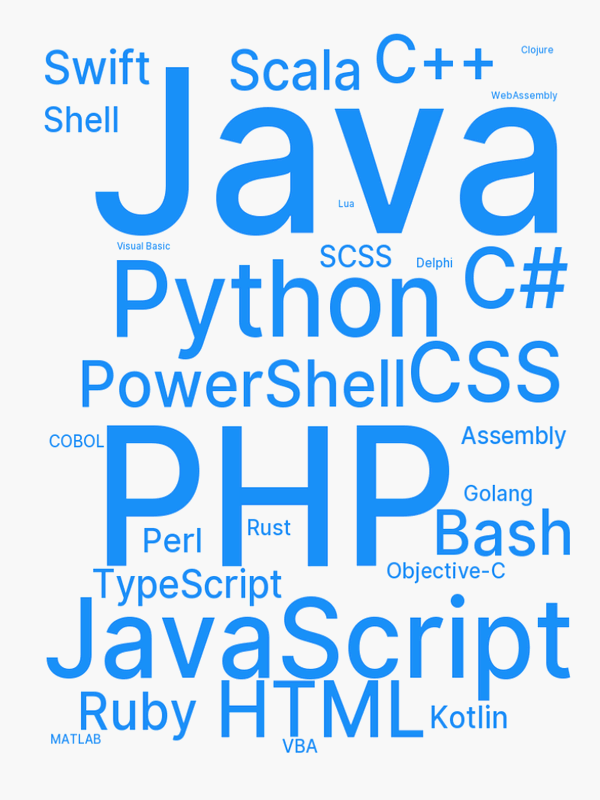 Swift
Scala
C++
Clojure
WebAssembly
Shell
Java
Lua
Visual Basic
SCSS
Delphi
C#
Python
PowerShell
CSS
COBOL
PHP
Assembly
Golang
Perl
Rust
Bash
Objective-C
TypeScript
JavaScript
Ruby
HTML
Kotlin
MATLAB
VBA